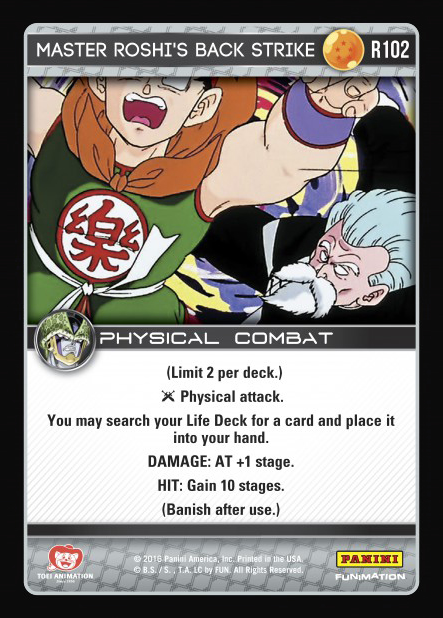 MASTER ROSHI'S BACK STRIKE R102
樂
PHYSICAL COMBAT
(Limit 2 per deck.)
Physical attack.
You may search your Life Deck for a card and place it
into your hand.
DAMAGE: AT +1 stage.
HIT: Gain 10 stages.
(Banish after use.)
TOEI ANIMATION
© 2016 Panini America, Inc. Printed in the USA.
© B.S. / S. , T.A. LC by FUN. All Rights Reserved.
PANINI
FUNIMATION